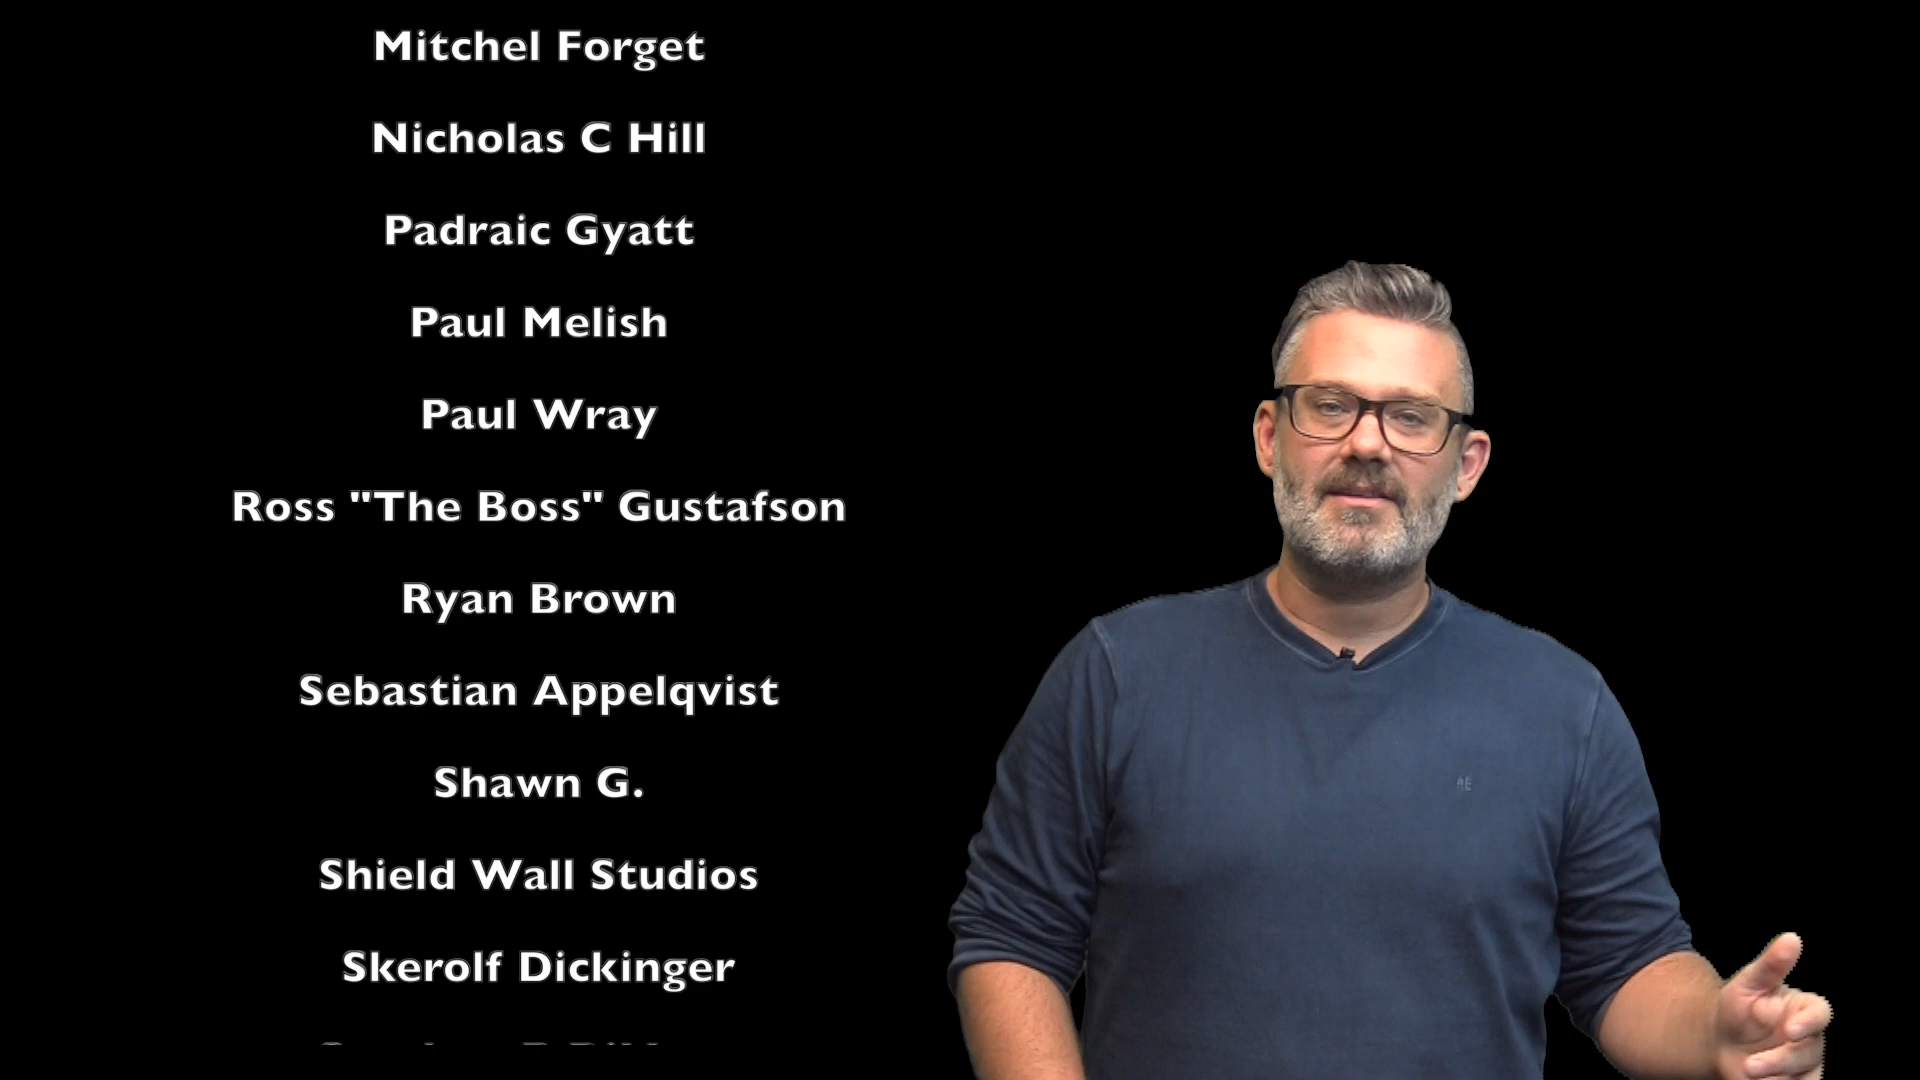 Mitchel Forget
Nicholas C Hill
Padraic Gyatt
Paul Melish
Paul Wray
Ross "The Boss" Gustafson
Ryan Brown
Sebastian Appelqvist
Shawn G.
Shield Wall Studios
Skerolf Dickinger